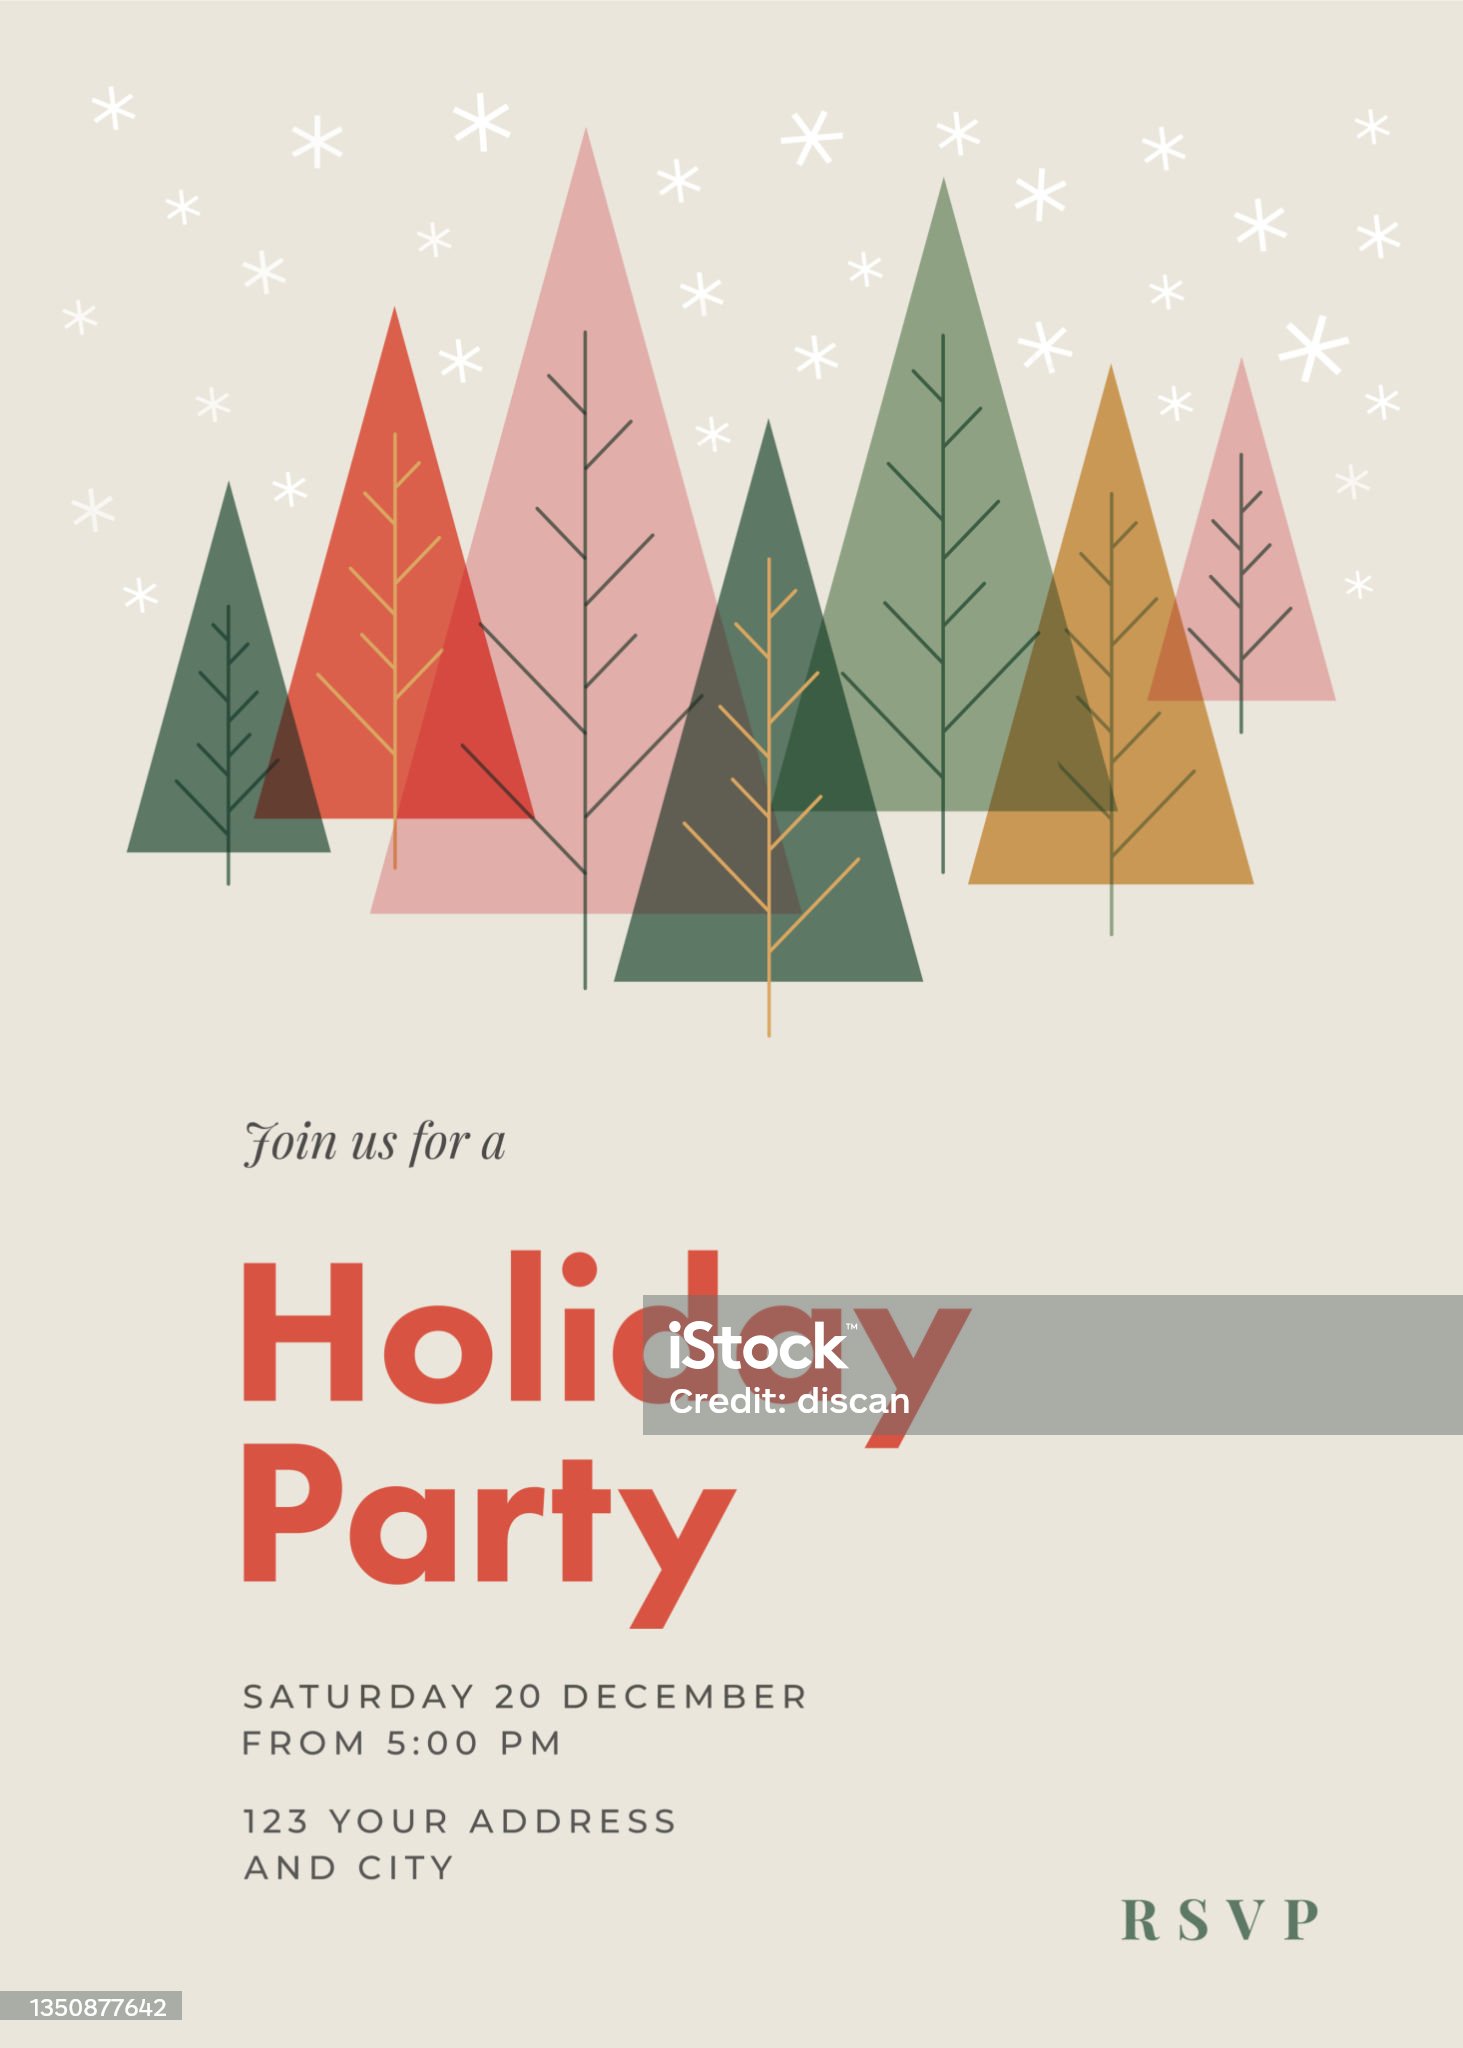 Join us for a
Holiday
iStock™
Credit: discan
Party
SATURDAY 20 DECEMBER
FROM 5:00 PM
123 YOUR ADDRESS
AND CITY
RSVP
1350877642